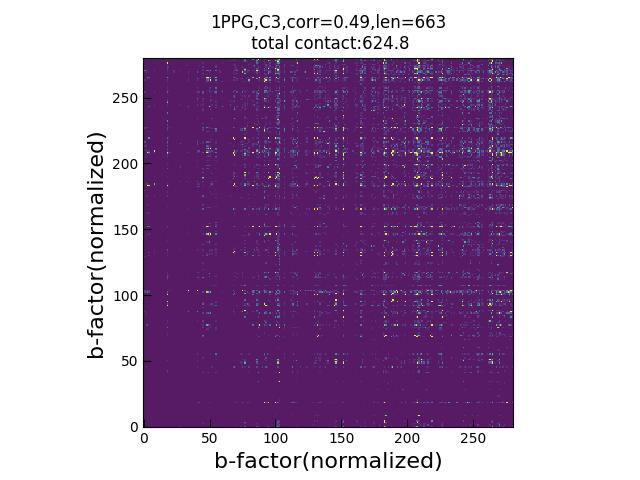 1PPG,C3,corr=0.49,len=663
total contact:624.8
b-factor(normalized)
250
200
150
100
50
0
0 50 100 150 200 250
b-factor(normalized)